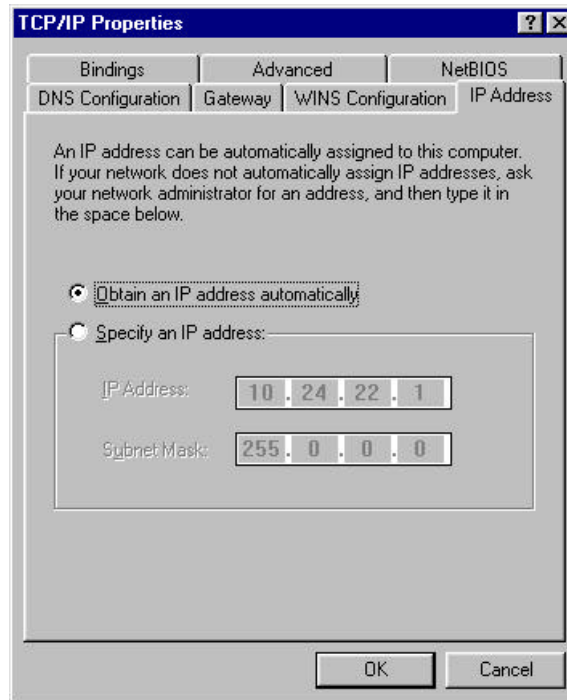 TCP/IP Properties
Bindings Advanced NetBIOS
DNS Configuration Gateway WINS Configuration IP Address
An IP address can be automatically assigned to this computer.
If your network does not automatically assign IP addresses, ask
your network administrator for an address, and then type it in
the space below.
Obtain an IP address automatically
Specify an IP address:
IP Address: 10 . 24 . 22 . 1
Subnet Mask: 255 . 0 . 0 . 0
OK Cancel